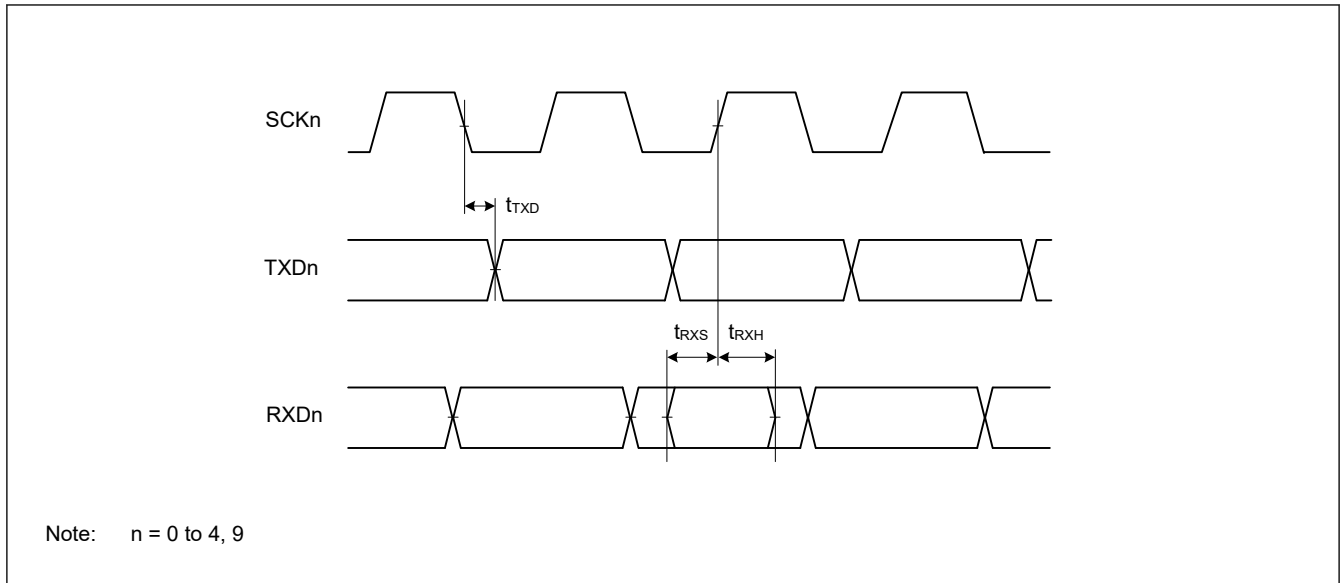 SCKn
tTXD
TXDn
tRXS tRXH
RXDn
Note: n = 0 to 4, 9